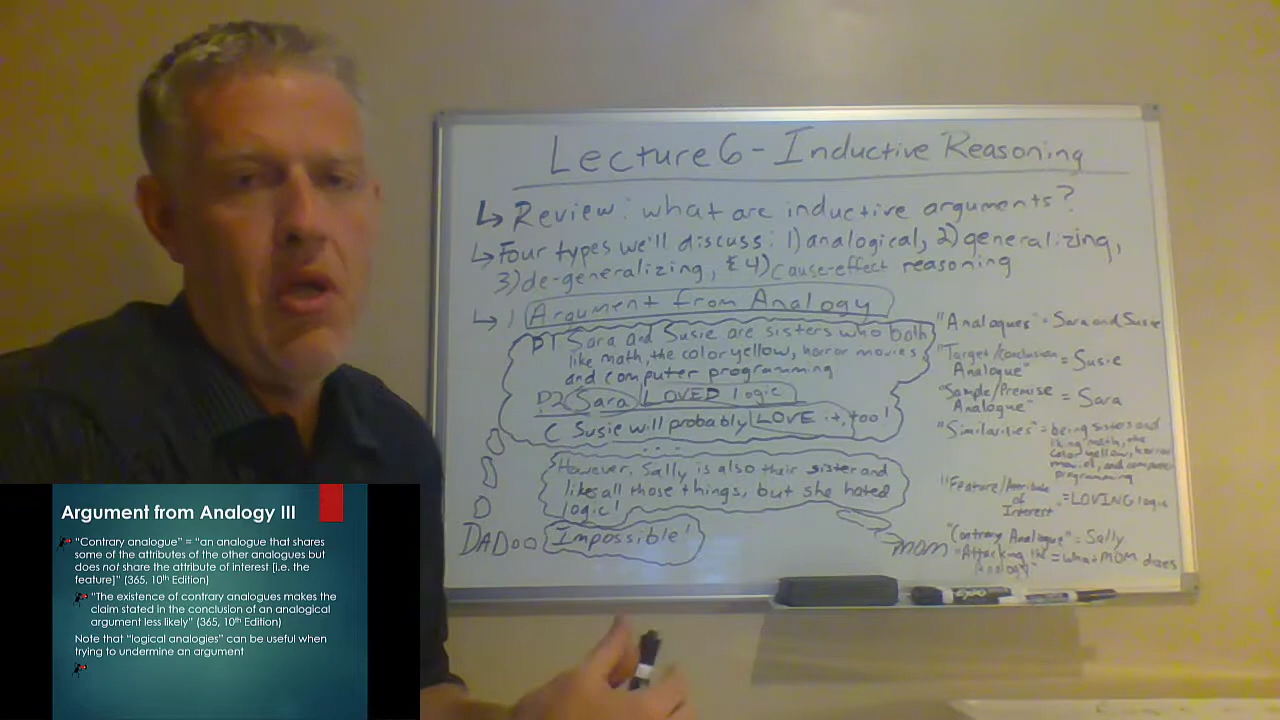 Lecture 6 - Inductive Reasoning
↳ Review: what are inductive arguments?
↳ Four types we'll discuss: 1) analogical, 2) generalizing,
3) de-generalizing, & 4) cause-effect reasoning
↳ 1) Argument from Analogy
P1 Sara and Susie are sisters who both
like math, the color yellow, horror movies
and computer programming
P2 Sara LOVED logic
C Susie will probably LOVE it, too!
...
However, Sally is also their sister and
likes all those things, but she hated
logic!
DAD
Impossible!
MOM
"Analogues" = Sara and Susie
"Target/Conclusion
Analogue" = Susie
"Sample/Premise
Analogue" = Sara
"Similarities" = being sisters and
liking math, the
color yellow, horror
movies, and computer
programming
"Feature/Attribute
of
Interest" = LOVING logic
"Contrary Analogue" = Sally
"Attacking the
Analogy" = what MOM does
expo
Argument from Analogy III
"Contrary analogue" = "an analogue that shares
some of the attributes of the other analogues but
does not share the attribute of interest [i.e. the
feature]" (365, 10th Edition)
"The existence of contrary analogues makes the
claim stated in the conclusion of an analogical
argument less likely" (365, 10th Edition)
Note that "logical analogies" can be useful when
trying to undermine an argument